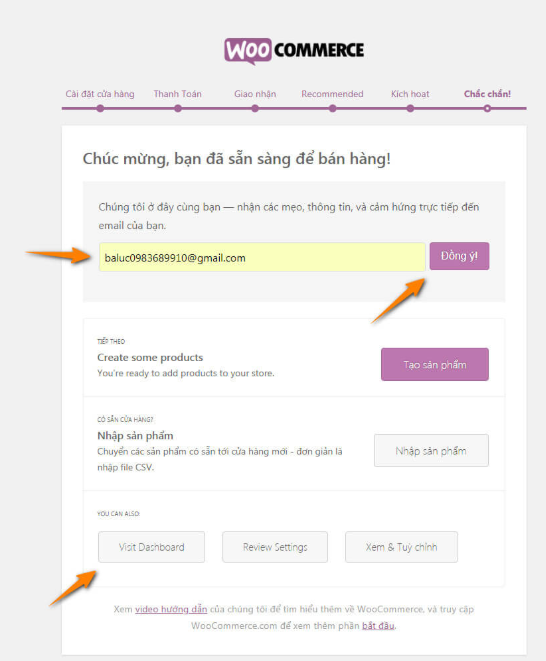 WOO COMMERCE
Cài đặt cửa hàng Thanh Toán Giao nhận Recommended Kích hoạt Chắc chắn!
Chúc mừng, bạn đã sẵn sàng để bán hàng!
Chúng tôi ở đây cùng bạn — nhận các mẹo, thông tin, và cảm hứng trực tiếp đến
email của bạn.
baluc0983689910@gmail.com Đồng ý!
TIẾP THEO
Create some products
You're ready to add products to your store.
Tạo sản phẩm
CÓ SẴN CỬA HÀNG?
Nhập sản phẩm
Chuyển các sản phẩm có sẵn tới cửa hàng mới - đơn giản là
nhập file CSV.
Nhập sản phẩm
YOU CAN ALSO:
Visit Dashboard Review Settings Xem & Tuỳ chỉnh
Xem video hướng dẫn của chúng tôi để tìm hiểu thêm về WooCommerce, và truy cập
WooCommerce.com để xem thêm phần bắt đầu.